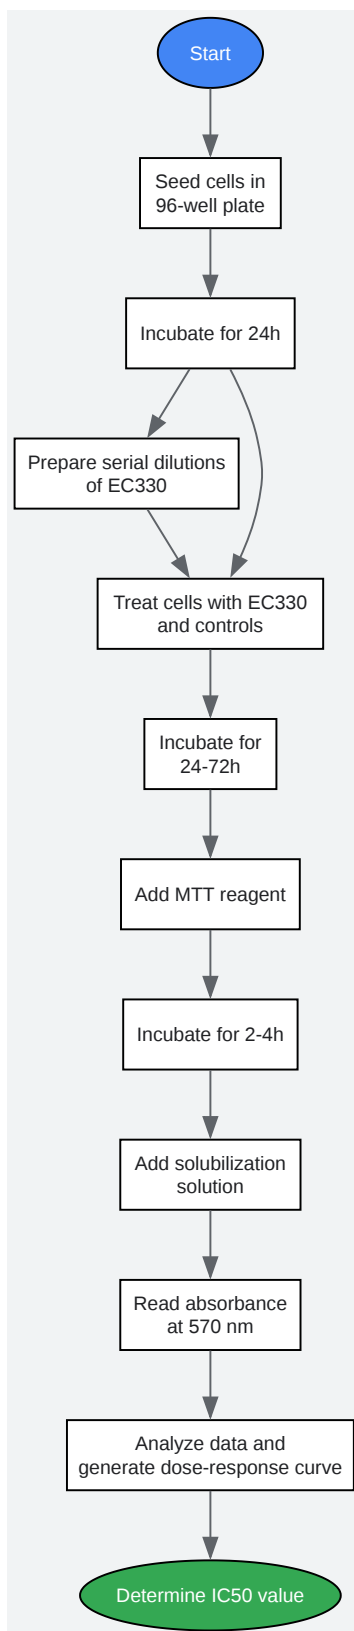 Start
Seed cells in
96-well plate
Incubate for 24h
Prepare serial dilutions
of EC330
Treat cells with EC330
and controls
Incubate for
24-72h
Add MTT reagent
Incubate for 2-4h
Add solubilization
solution
Read absorbance
at 570 nm
Analyze data and
generate dose-response curve
Determine IC50 value